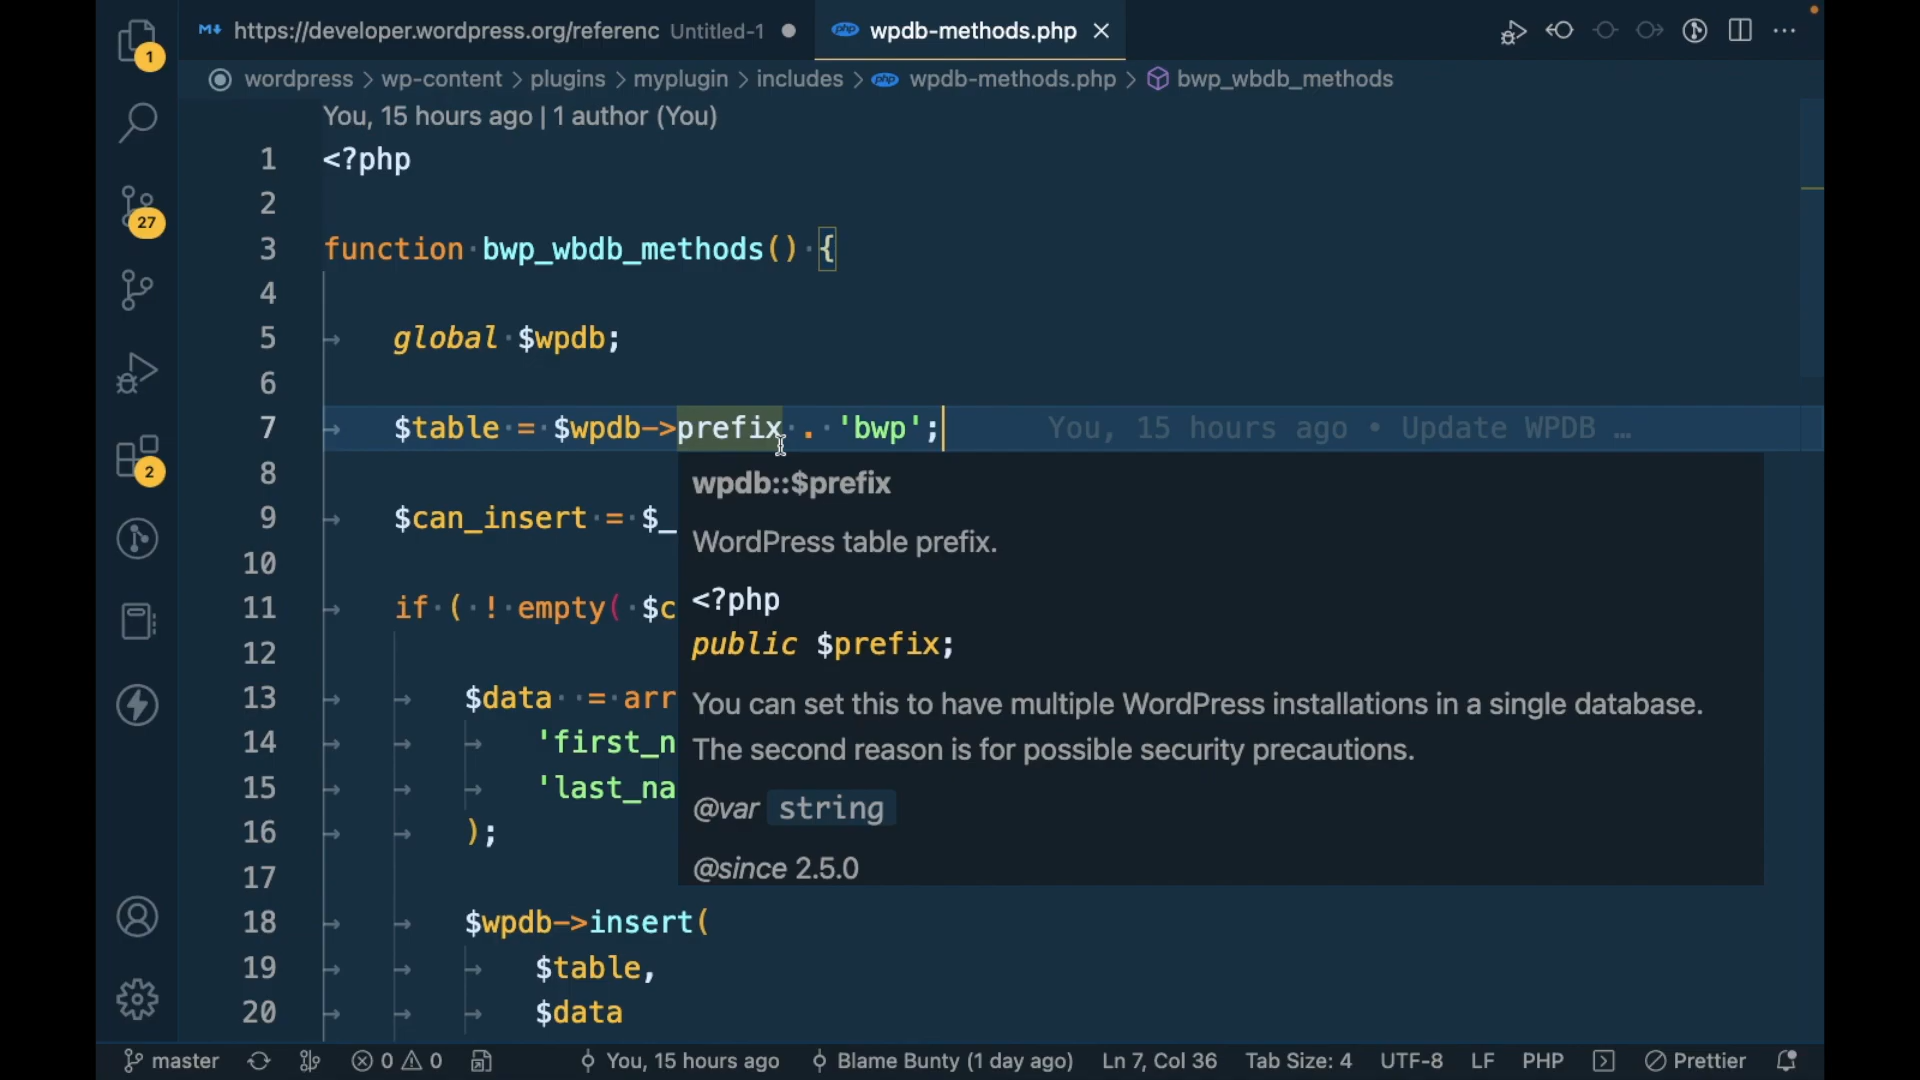 https://developer.wordpress.org/referenc Untitled-1
php wpdb-methods.php
wordpress > wp-content > plugins > myplugin > includes > php wpdb-methods.php > bwp_wbdb_methods
You, 15 hours ago | 1 author (You)
1 <?php
2
3 function bwp_wbdb_methods() {
4
5 global $wpdb;
6
7 $table = $wpdb->prefix . 'bwp'; You, 15 hours ago • Update WPDB …
8
wpdb::$prefix
9 $can_insert = $_
WordPress table prefix.
10
<?php
11 if ( ! empty( $c
public $prefix;
12
13 $data = arr
You can set this to have multiple WordPress installations in a single database.
14 'first_n
The second reason is for possible security precautions.
15 'last_na
@var string
16 );
17
@since 2.5.0
18 $wpdb->insert(
19 $table,
20 $data
1
27
2
master 0 0 You, 15 hours ago Blame Bunty (1 day ago) Ln 7, Col 36 Tab Size: 4 UTF-8 LF PHP Prettier